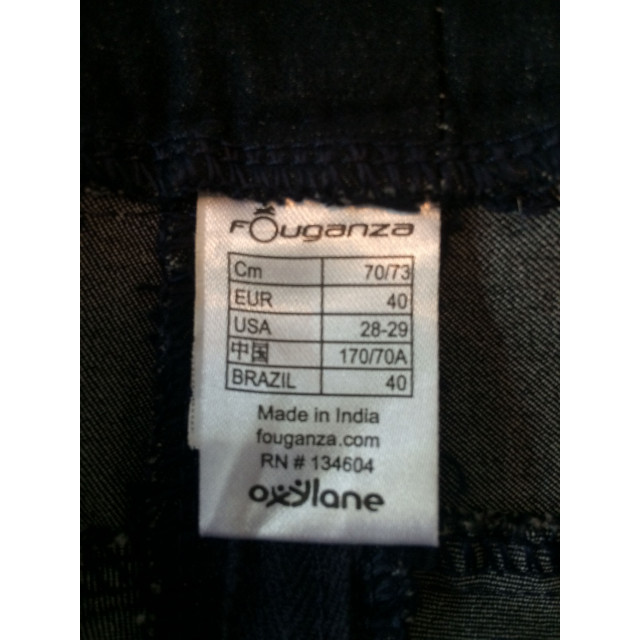 FOuganza
Cm 70/73
EUR 40
USA 28-29
中国 170/70A
BRAZIL 40
Made in India
fouganza.com
RN # 134604
oxylane